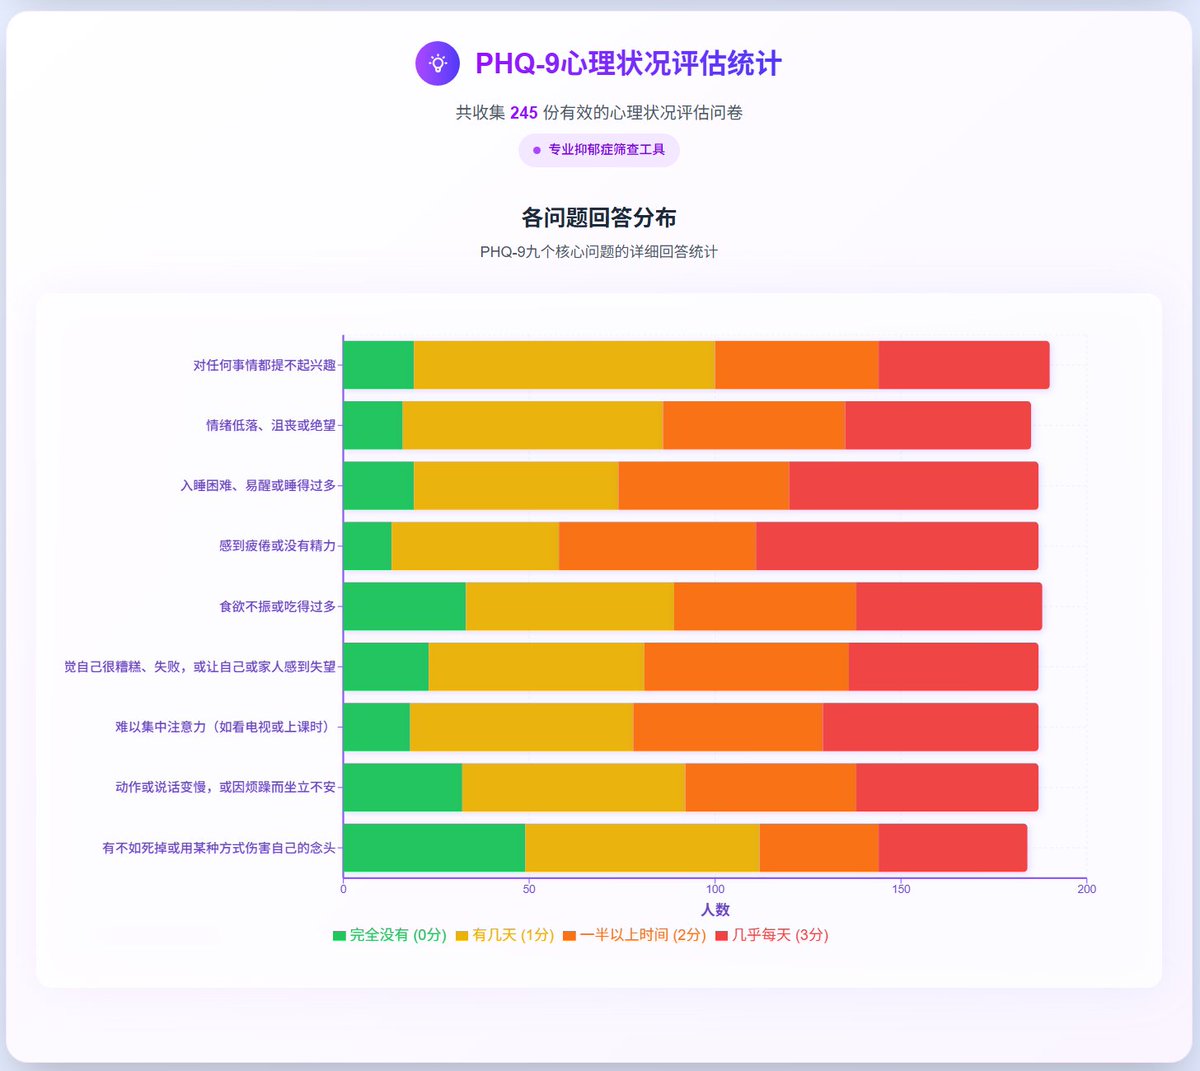 PHQ-9心理状况评估统计
共收集 245 份有效的心理状况评估问卷
专业抑郁症筛查工具
各问题回答分布
PHQ-9九个核心问题的详细回答统计
对任何事情都提不起兴趣
情绪低落、沮丧或绝望
入睡困难、易醒或睡得过多
感到疲倦或没有精力
食欲不振或吃得过多
觉自己很糟糕、失败，或让自己或家人感到失望
难以集中注意力（如看电视或上课时）
动作或说话变慢，或因烦躁而坐立不安
有不如死掉或用某种方式伤害自己的念头
0 50 100 150 200
人数
完全没有 (0分) 有几天 (1分) 一半以上时间 (2分) 几乎每天 (3分)